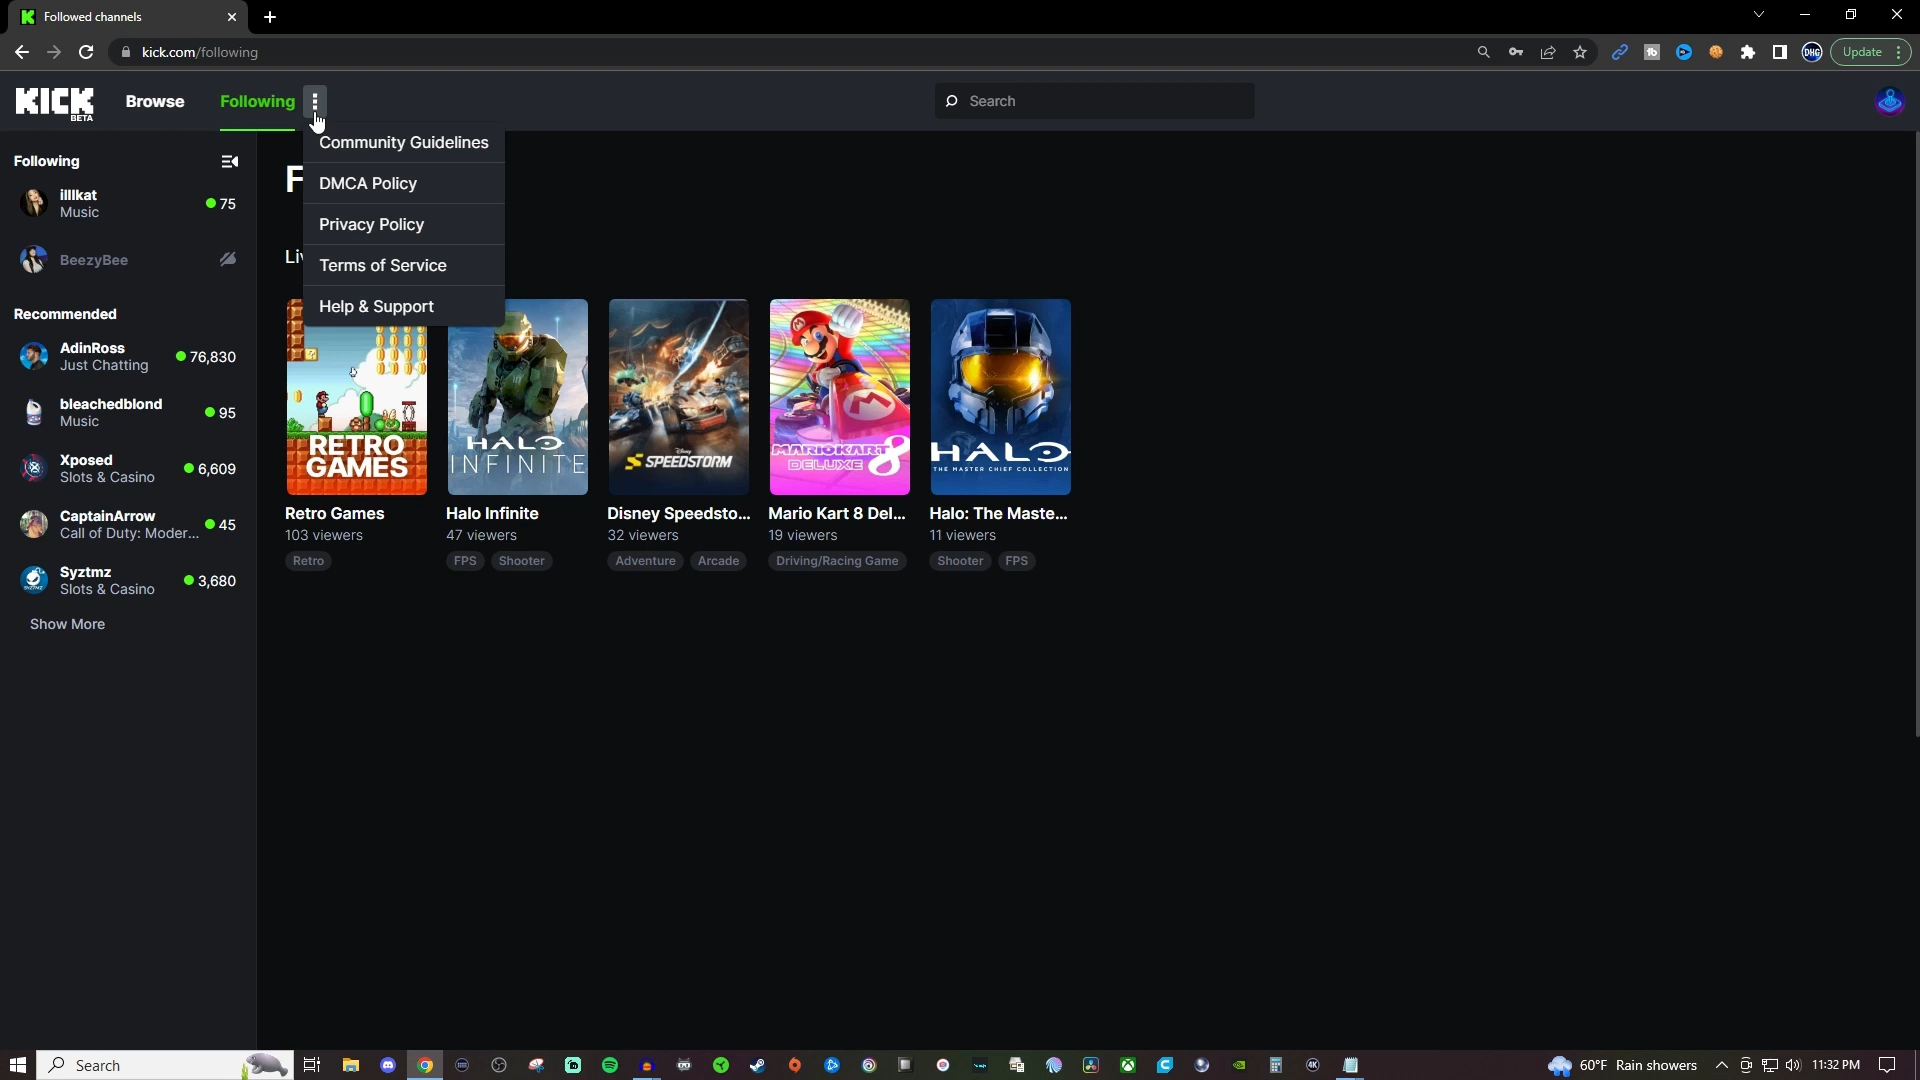 Followed channels
kick.com/following
Update
KICK
BETA
Browse
Following
Search
Community Guidelines
DMCA Policy
Privacy Policy
Terms of Service
Help & Support
Following
illlkat
Music
75
BeezyBee
Recommended
AdinRoss
Just Chatting
76,830
bleachedblond
Music
95
Xposed
Slots & Casino
6,609
CaptainArrow
Call of Duty: Moder...
45
Syztmz
Slots & Casino
3,680
Show More
F
Liv
RETRO
GAMES
HALO
INFINITE
Disney
SPEEDSTORM
MARIOKART 8
DELUXE
HALO
THE MASTER CHIEF COLLECTION
Retro Games
103 viewers
Retro
Halo Infinite
47 viewers
FPS
Shooter
Disney Speedsto...
32 viewers
Adventure
Arcade
Mario Kart 8 Del...
19 viewers
Driving/Racing Game
Halo: The Maste...
11 viewers
Shooter
FPS
Search
60°F Rain showers
11:32 PM